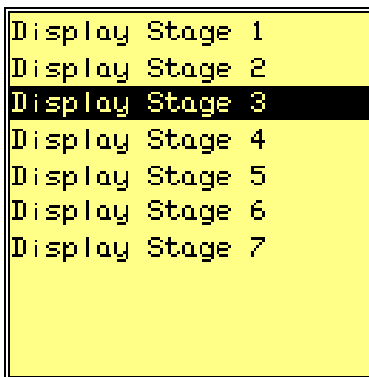 Display Stage 1
Display Stage 2
Display Stage 3
Display Stage 4
Display Stage 5
Display Stage 6
Display Stage 7